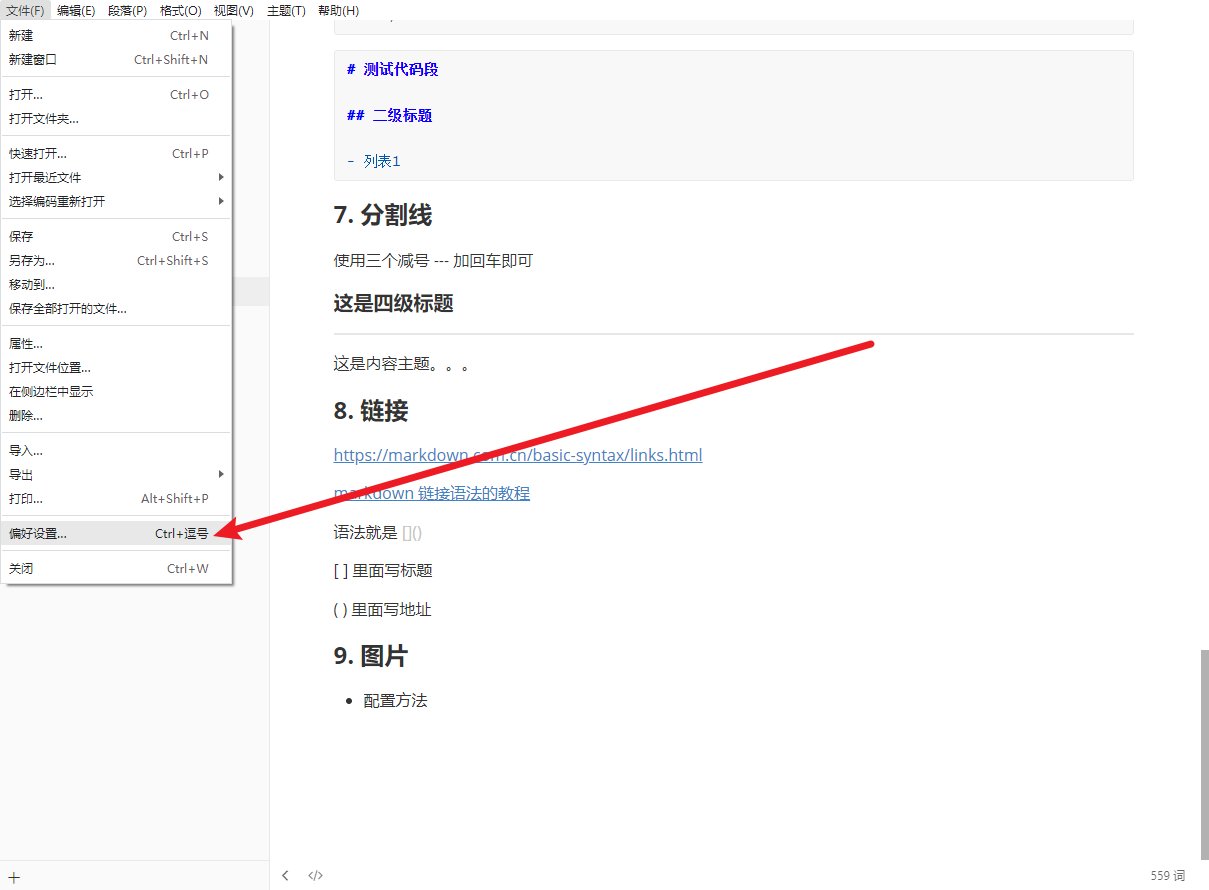 文件(F) 编辑(E) 段落(P) 格式(O) 视图(V) 主题(T) 帮助(H)
新建 Ctrl+N
新建窗口 Ctrl+Shift+N
打开... Ctrl+O
打开文件夹...
快速打开... Ctrl+P
打开最近文件
选择编码重新打开
保存 Ctrl+S
另存为... Ctrl+Shift+S
移动到...
保存全部打开的文件...
属性...
打开文件位置...
在侧边栏中显示
删除...
导入...
导出
打印... Alt+Shift+P
偏好设置... Ctrl+逗号
关闭 Ctrl+W
# 测试代码段
## 二级标题
- 列表1
7. 分割线
使用三个减号 --- 加回车即可
这是四级标题
这是内容主题。。。
8. 链接
https://markdown.com.cn/basic-syntax/links.html
markdown 链接语法的教程
语法就是 []()
[ ] 里面写标题
( ) 里面写地址
9. 图片
• 配置方法
559 词